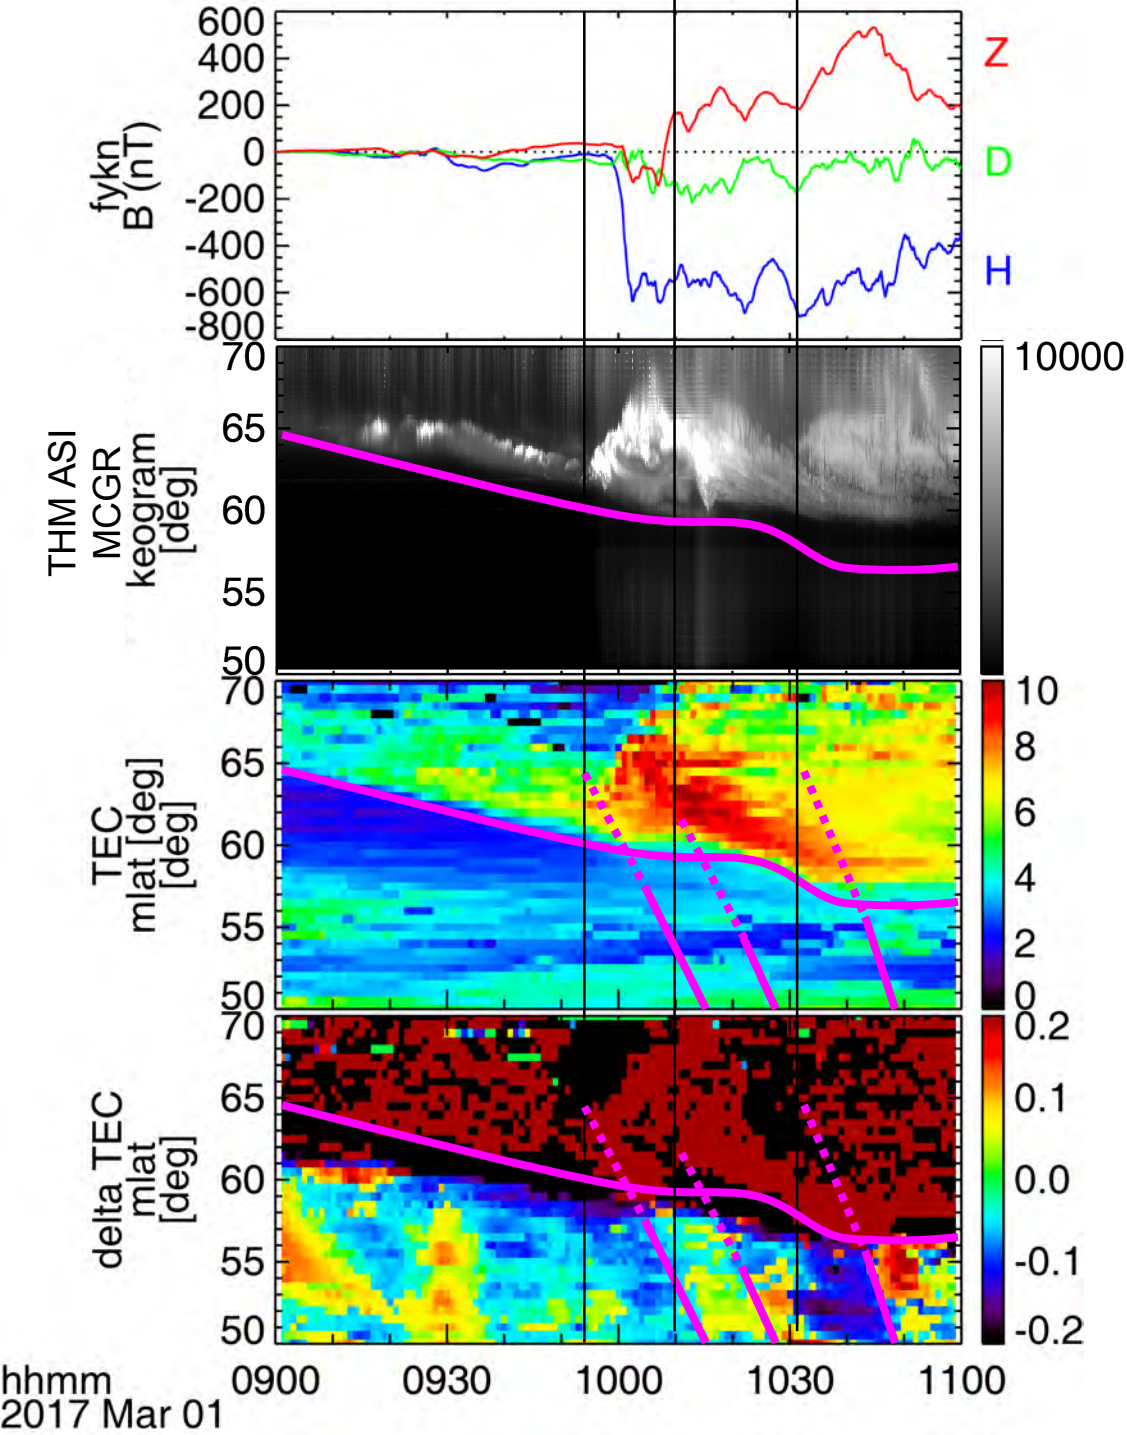 600
400
200
0
-200
-400
-600
-800
fykn
B (nT)
Z
D
H
70
65
60
55
50
THM ASI
MCGR
keogram
[deg]
10000
70
65
60
55
50
TEC
mlat [deg]
[deg]
10
8
6
4
2
0
70
65
60
55
50
delta TEC
mlat
[deg]
0.2
0.1
0.0
-0.1
-0.2
hhmm 0900 0930 1000 1030 1100
2017 Mar 01